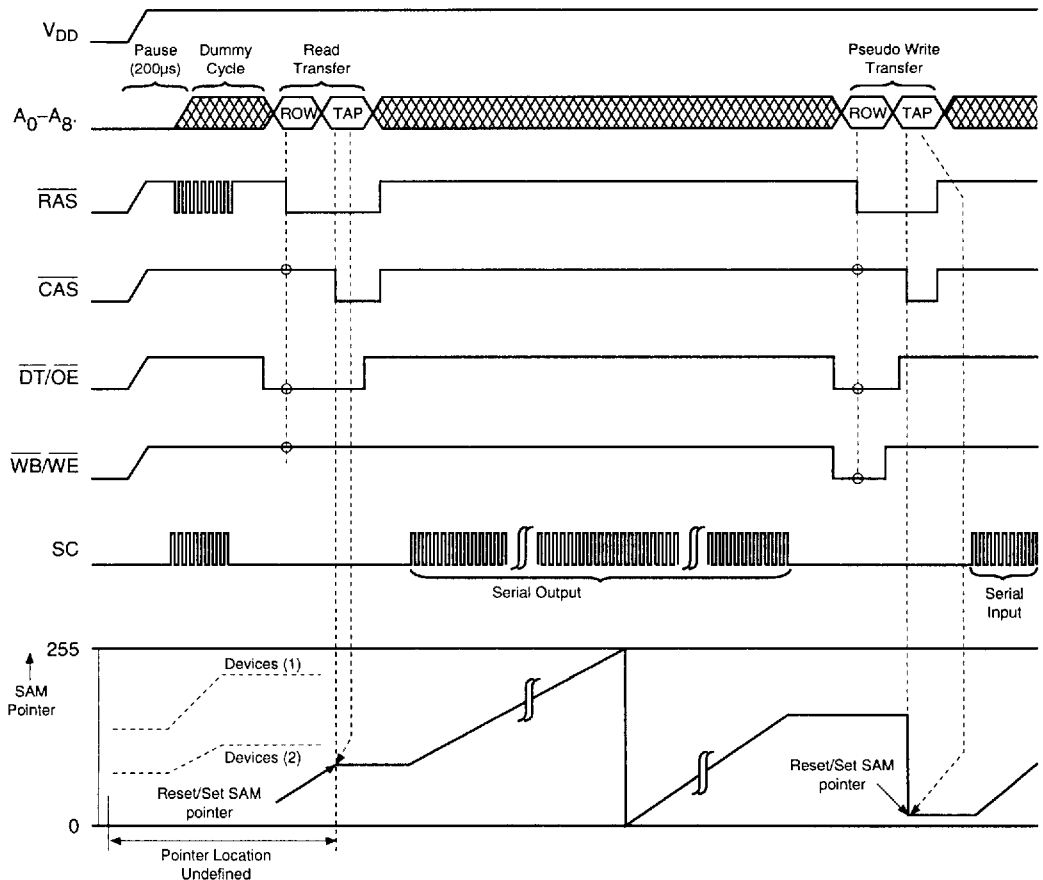 VDD
Pause
(200µs)
Dummy
Cycle
Read
Transfer
Pseudo Write
Transfer
A0–A8.
ROW
TAP
ROW
TAP
RAS
CAS
DT/OE
WB/WE
SC
Serial Output
Serial
Input
255
SAM
Pointer
Devices (1)
Devices (2)
Reset/Set SAM
pointer
Reset/Set SAM
pointer
0
Pointer Location
Undefined